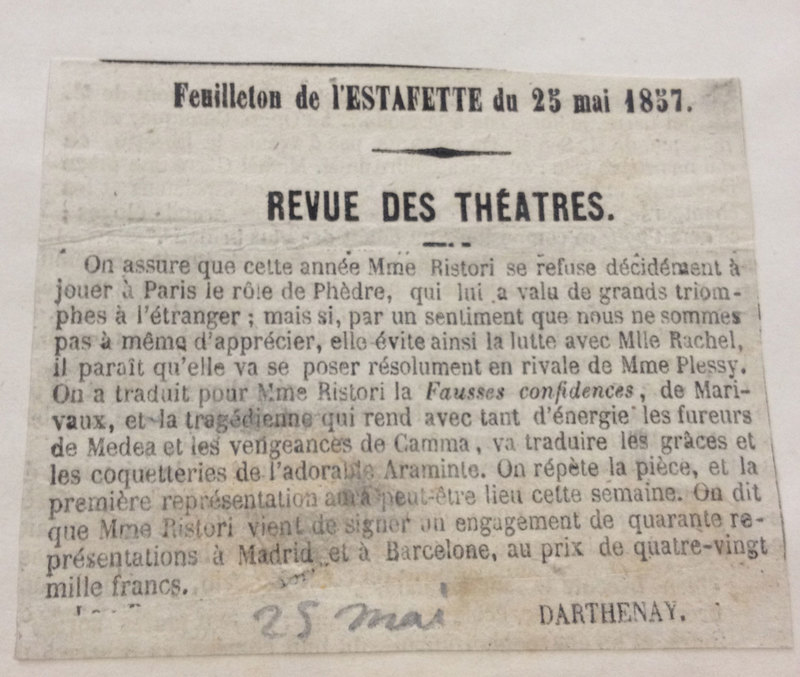 Feuilleton de l'ESTAFETTE du 25 mai 1857.
REVUE DES THÉATRES.
On assure que cette année Mme Ristori se refuse décidément à
jouer à Paris le rôle de Phèdre, qui lui a valu de grands triom-
phes à l'étranger ; mais si, par un sentiment que nous ne sommes
pas à même d'apprécier, elle évite ainsi la lutte avec Mlle Rachel,
il paraît qu'elle va se poser résolument en rivale de Mme Plessy.
On a traduit pour Mme Ristori la Fausses confidences, de Mari-
vaux, et la tragédienne qui rend avec tant d'énergie les fureurs
de Medea et les vengeances de Camma, va traduire les grâces et
les coquetteries de l'adorable Araminte. On répète la pièce, et la
première représentation aura peut-être lieu cette semaine. On dit
que Mme Ristori vient de signer un engagement de quarante re-
présentations à Madrid et à Barcelone, au prix de quatre-vingt
mille francs.
25 mai
DARTHENAY.